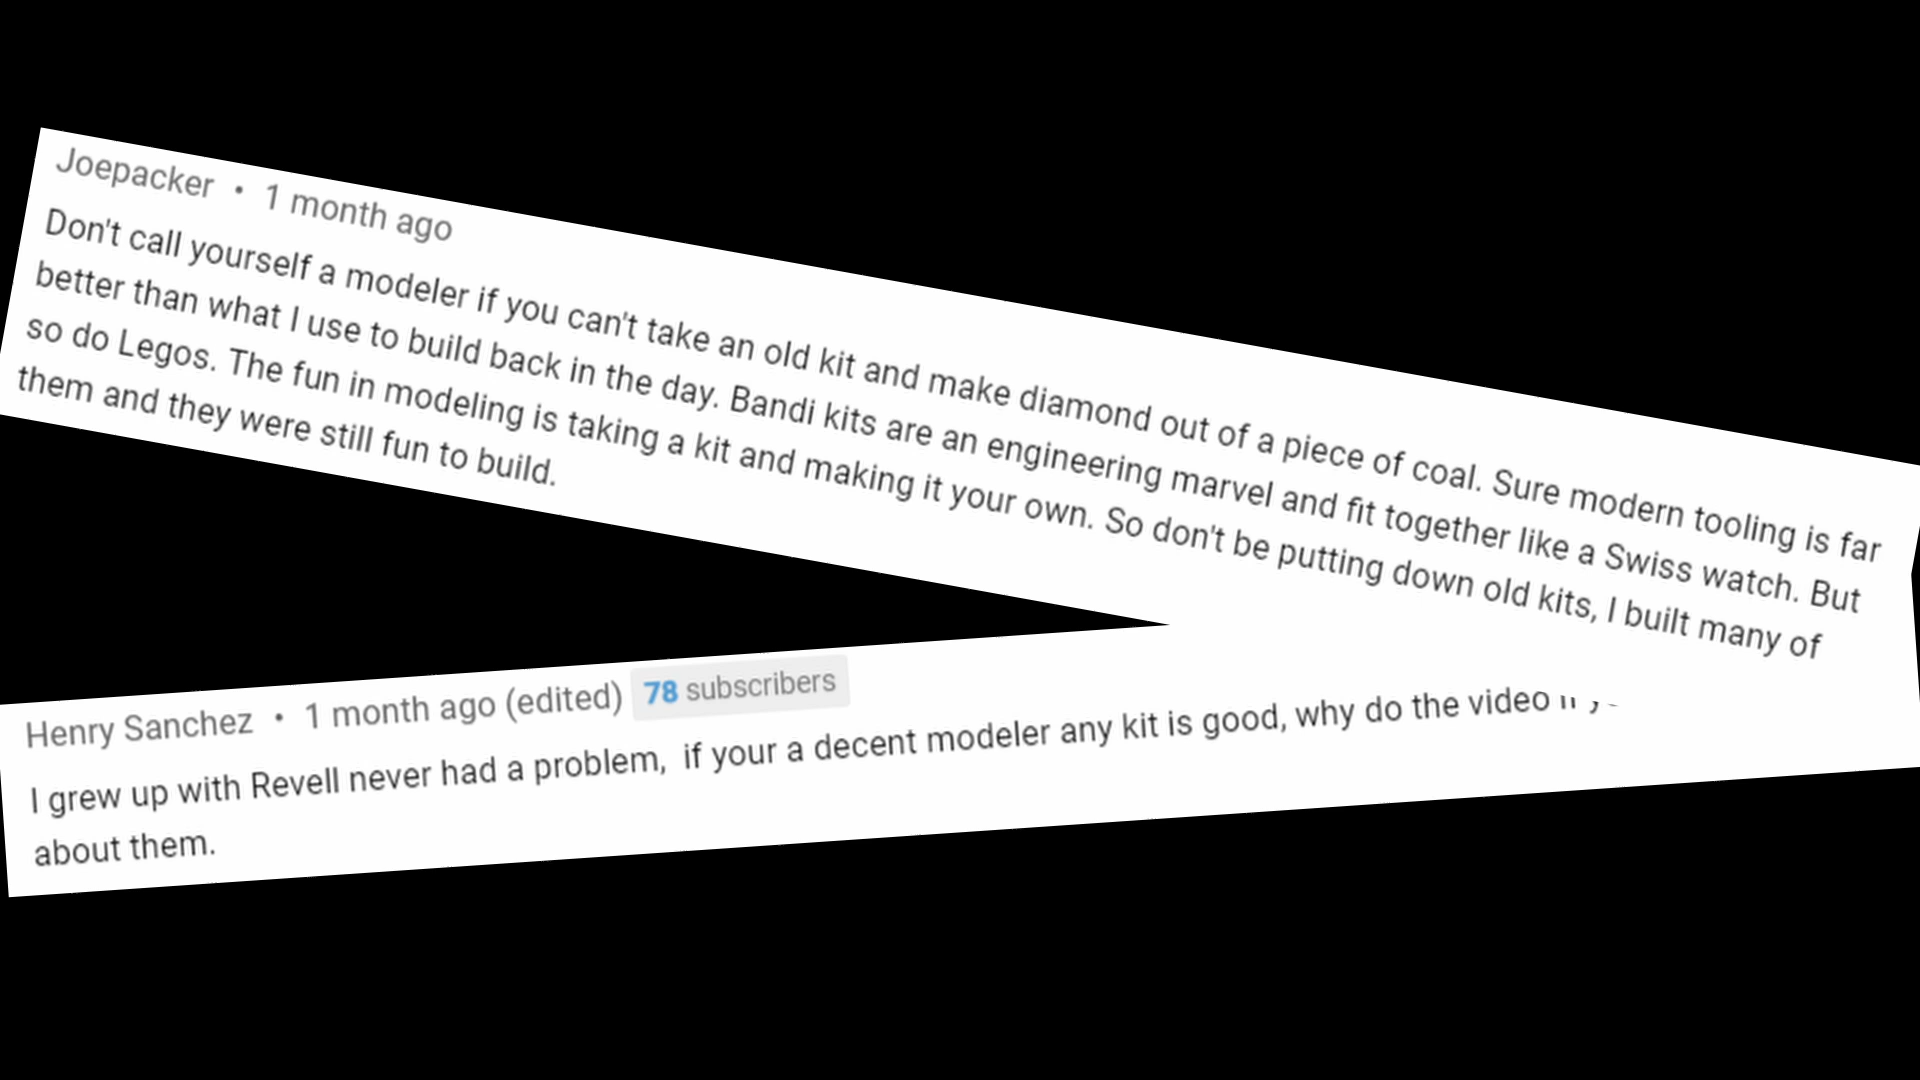 Joepacker • 1 month ago
Don't call yourself a modeler if you can't take an old kit and make diamond out of a piece of coal. Sure modern tooling is far
better than what I use to build back in the day. Bandi kits are an engineering marvel and fit together like a Swiss watch. But
so do Legos. The fun in modeling is taking a kit and making it your own. So don't be putting down old kits, I built many of
them and they were still fun to build.
Henry Sanchez • 1 month ago (edited) 78 subscribers
I grew up with Revell never had a problem, if your a decent modeler any kit is good, why do the video
about them.